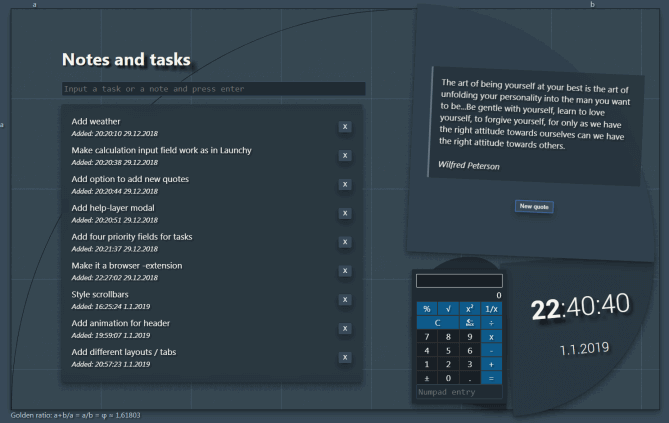 a
b
a
Notes and tasks
Input a task or a note and press enter
Add weather
Added: 20:20:10 29.12.2018
X
Make calculation input field work as in Launchy
Added: 20:20:38 29.12.2018
X
Add option to add new quotes
Added: 20:20:44 29.12.2018
X
Add help-layer modal
Added: 20:20:51 29.12.2018
X
Add four priority fields for tasks
Added: 20:21:37 29.12.2018
X
Make it a browser -extension
Added: 22:27:02 29.12.2018
X
Style scrollbars
Added: 16:25:24 1.1.2019
X
Add animation for header
Added: 19:59:07 1.1.2019
X
Add different layouts / tabs
Added: 20:57:23 1.1.2019
X
The art of being yourself at your best is the art of
unfolding your personality into the man you want
to be...Be gentle with yourself, learn to love
yourself, to forgive yourself, for only as we have
the right attitude towards ourselves can we have
the right attitude towards others.
Wilfred Peterson
New quote
0
% √ x² 1/x
C ÷
7 8 9 x
4 5 6 -
1 2 3 +
± 0 . =
Numpad entry
22:40:40
1.1.2019
Golden ratio: a+b/a = a/b = φ = 1,61803